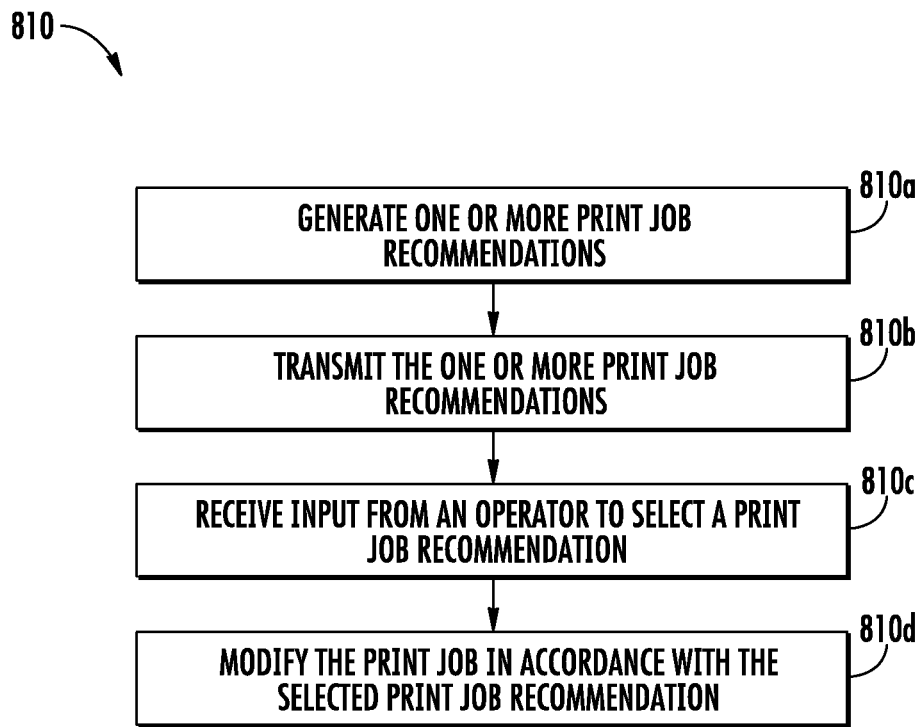 810
810a
GENERATE ONE OR MORE PRINT JOB
RECOMMENDATIONS
810b
TRANSMIT THE ONE OR MORE PRINT JOB
RECOMMENDATIONS
810c
RECEIVE INPUT FROM AN OPERATOR TO SELECT A PRINT
JOB RECOMMENDATION
810d
MODIFY THE PRINT JOB IN ACCORDANCE WITH THE
SELECTED PRINT JOB RECOMMENDATION